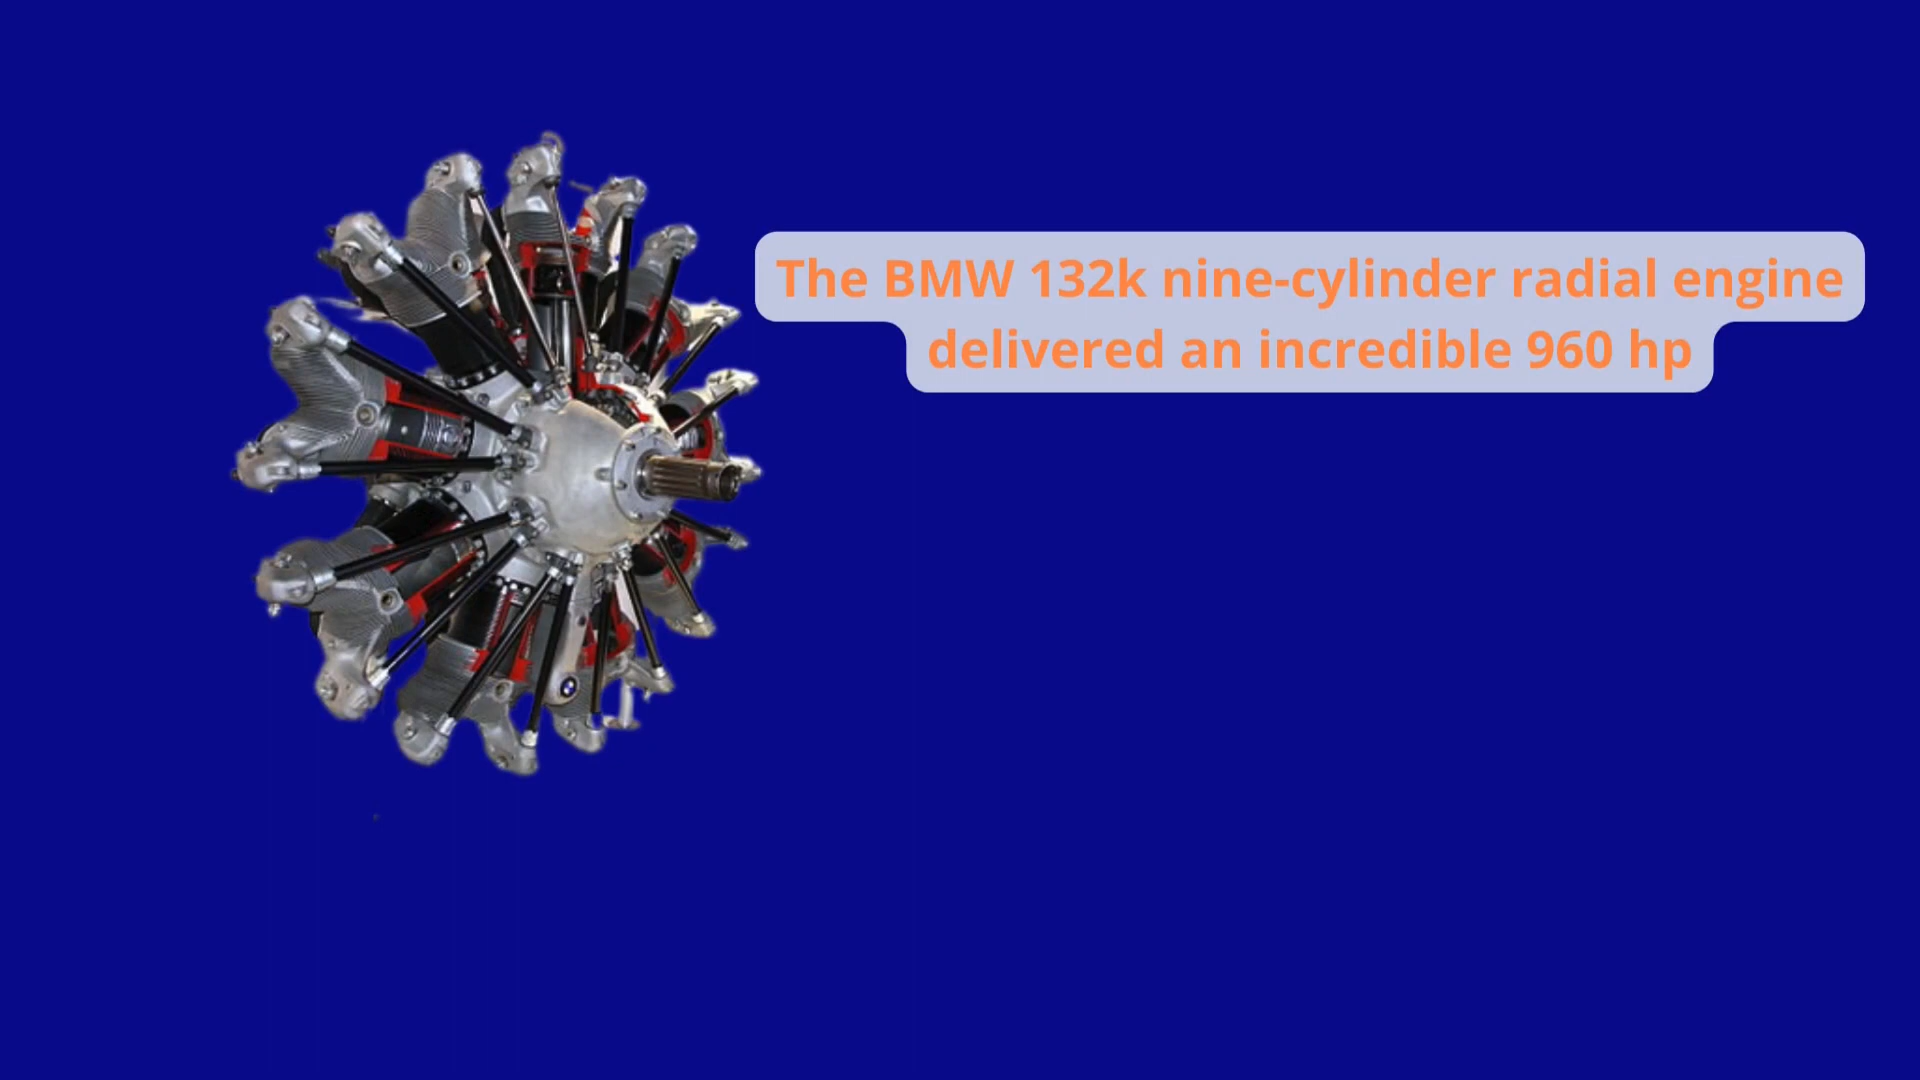 The BMW 132k nine-cylinder radial engine
delivered an incredible 960 hp